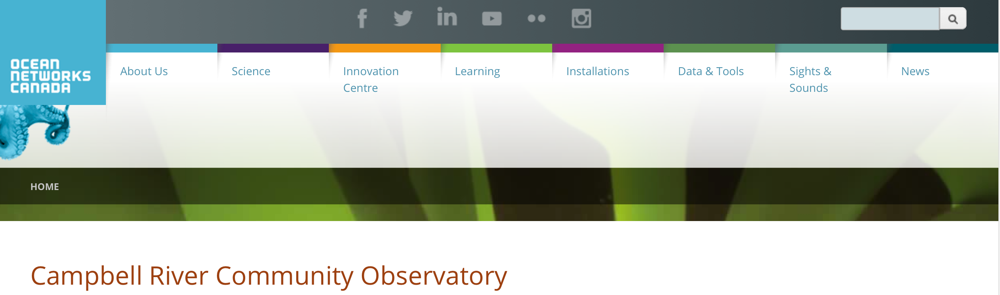 OCEAN
NETWORKS
CANADA
About Us
Science
Innovation
Centre
Learning
Installations
Data & Tools
Sights &
Sounds
News
HOME
Campbell River Community Observatory